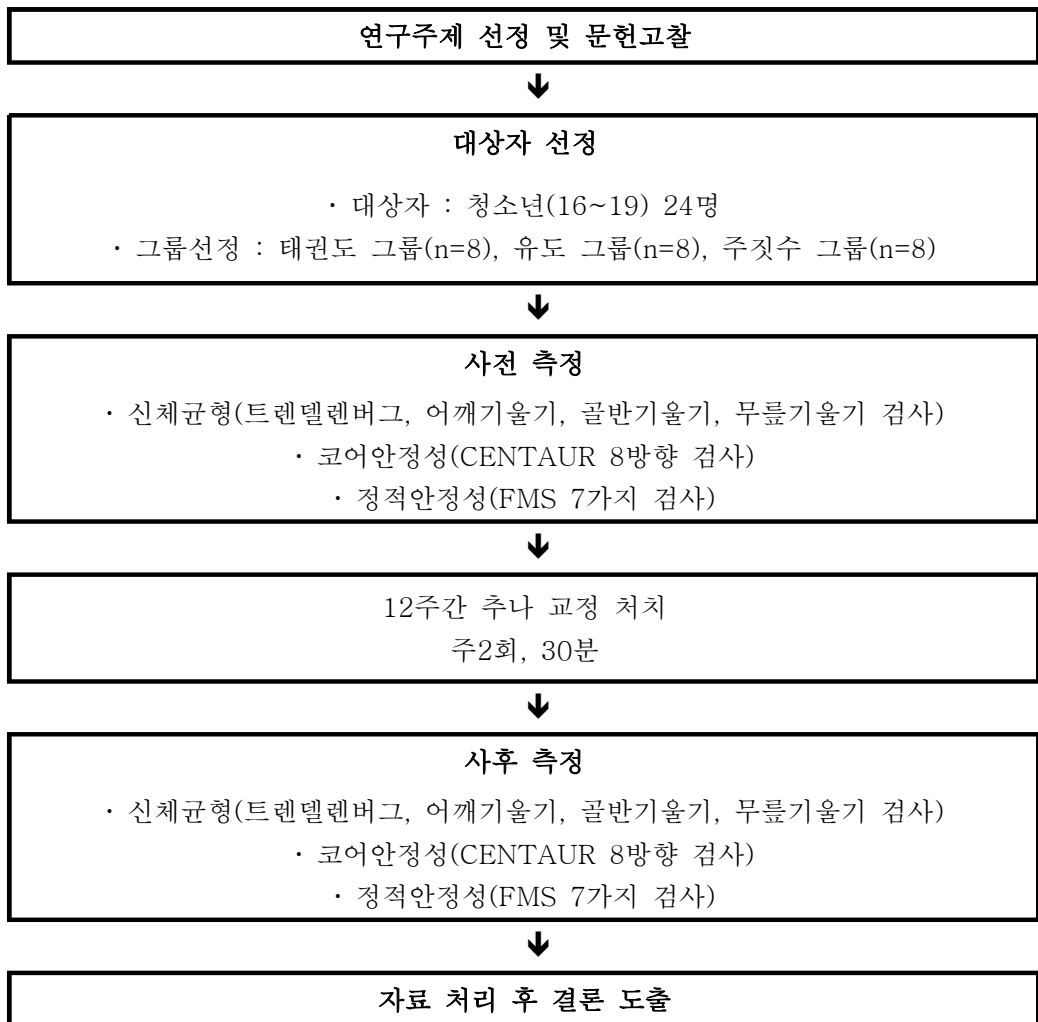 연구주제 선정 및 문헌고찰
대상자 선정
· 대상자 : 청소년(16~19) 24명
· 그룹선정 : 태권도 그룹(n=8), 유도 그룹(n=8), 주짓수 그룹(n=8)
사전 측정
· 신체균형(트렌델렌버그, 어깨기울기, 골반기울기, 무릎기울기 검사)
· 코어안정성(CENTAUR 8방향 검사)
· 정적안정성(FMS 7가지 검사)
12주간 추나 교정 처치
주2회, 30분
사후 측정
· 신체균형(트렌델렌버그, 어깨기울기, 골반기울기, 무릎기울기 검사)
· 코어안정성(CENTAUR 8방향 검사)
· 정적안정성(FMS 7가지 검사)
자료 처리 후 결론 도출